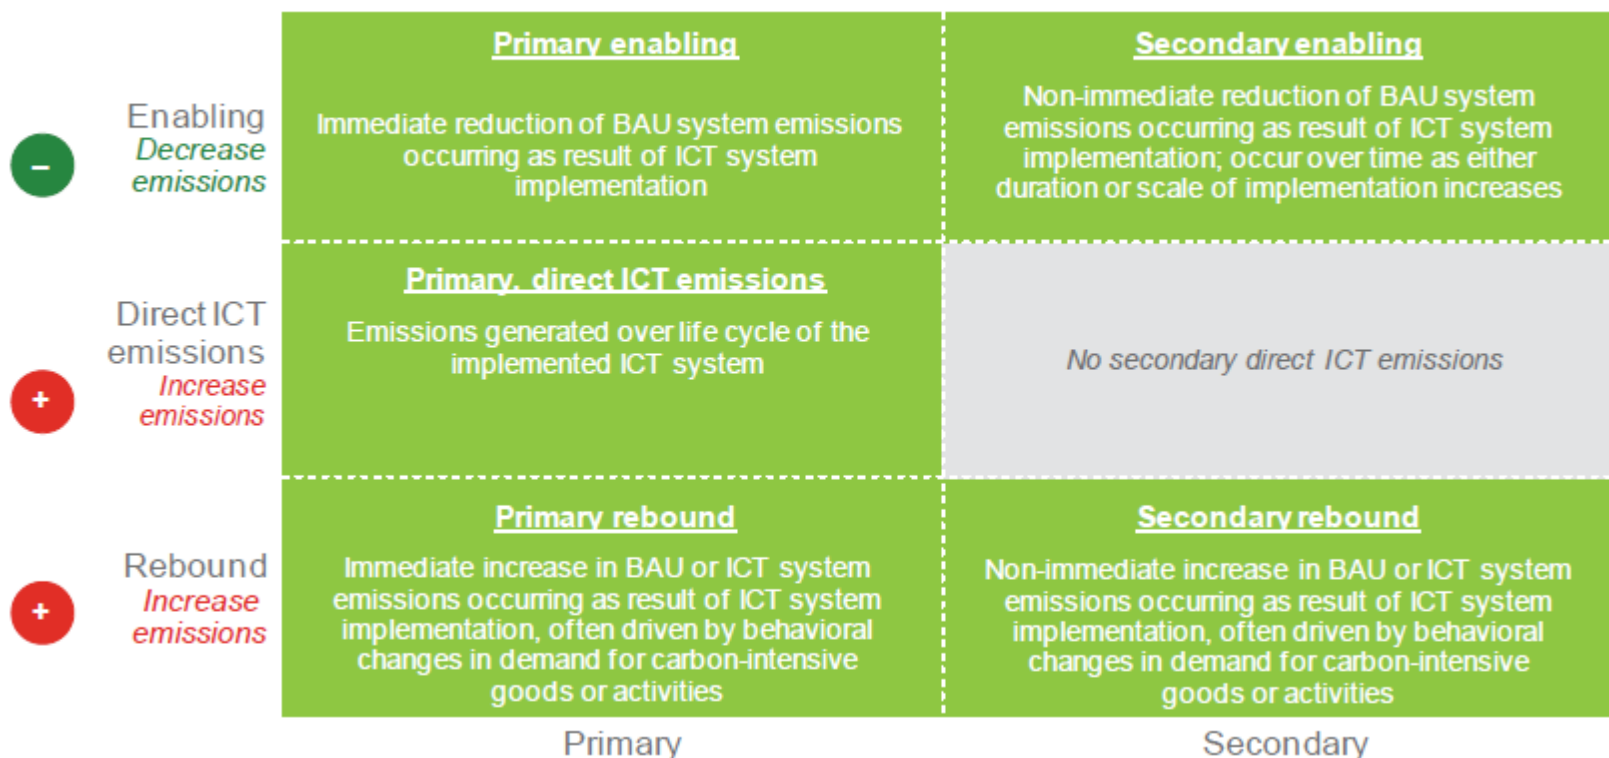 Primary enabling
Immediate reduction of BAU system emissions
occurring as result of ICT system
implementation
Secondary enabling
Non-immediate reduction of BAU system
emissions occurring as result of ICT system
implementation; occur over time as either
duration or scale of implementation increases
–
Enabling
Decrease
emissions
Primary, direct ICT emissions
Emissions generated over life cycle of the
implemented ICT system
No secondary direct ICT emissions
+
Direct ICT
emissions
Increase
emissions
Primary rebound
Immediate increase in BAU or ICT system
emissions occurring as result of ICT system
implementation, often driven by behavioral
changes in demand for carbon-intensive
goods or activities
Secondary rebound
Non-immediate increase in BAU or ICT system
emissions occurring as result of ICT system
implementation, often driven by behavioral
changes in demand for carbon-intensive
goods or activities
+
Rebound
Increase
emissions
Primary
Secondary